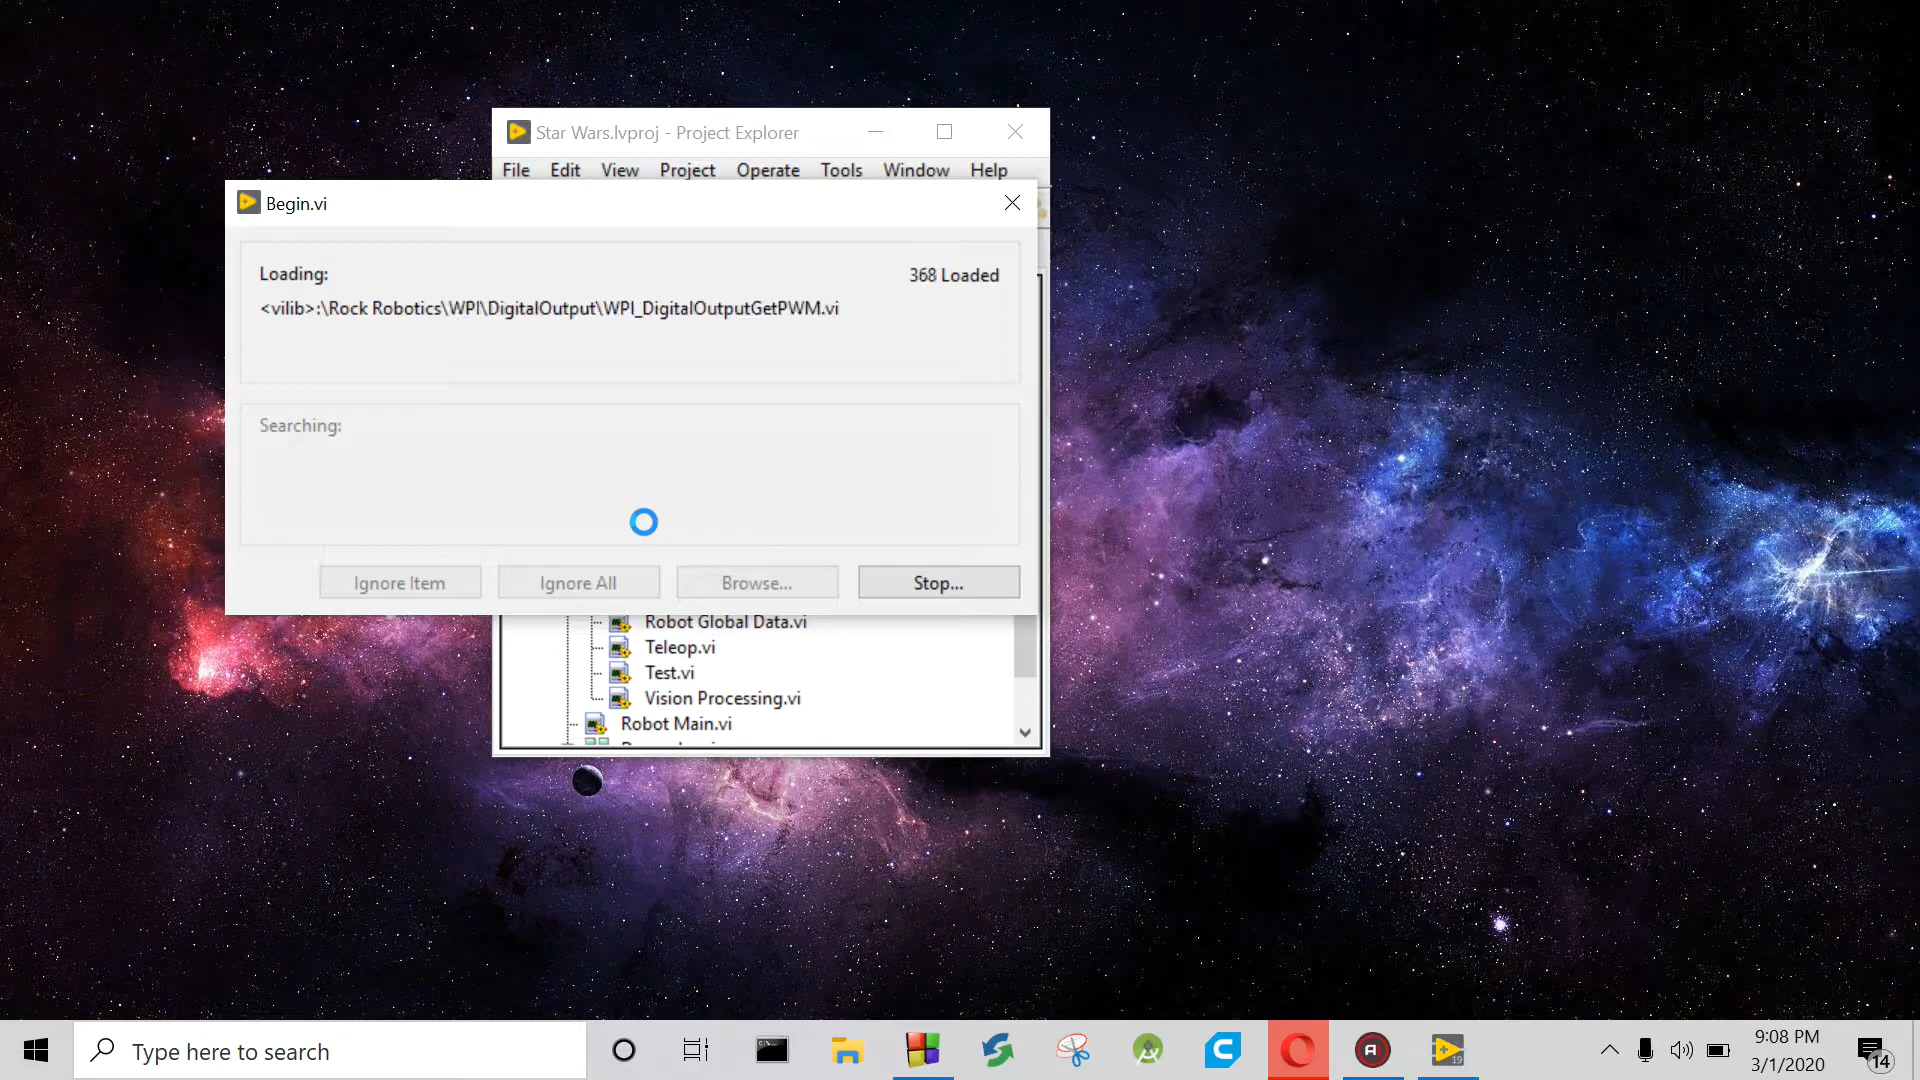 Star Wars.lvproj - Project Explorer
File Edit View Project Operate Tools Window Help
Begin.vi
Loading:
368 Loaded
<vilib>:\Rock Robotics\WPI\DigitalOutput\WPI_DigitalOutputGetPWM.vi
Searching:
Ignore Item
Ignore All
Browse...
Stop...
Robot Global Data.vi
Teleop.vi
Test.vi
Vision Processing.vi
Robot Main.vi
Type here to search
19
9:08 PM
3/1/2020
14